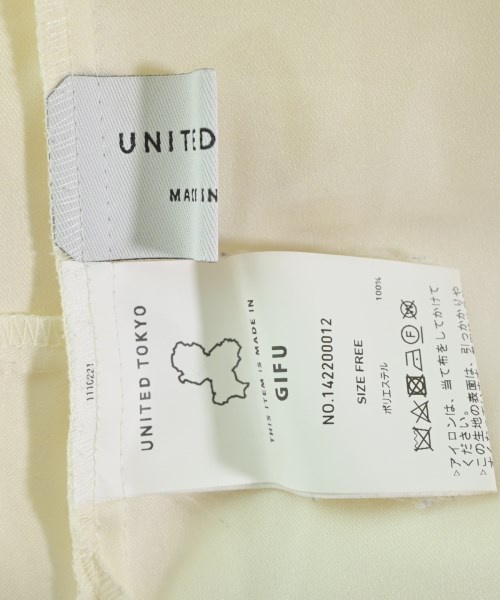 UNITED
MADE IN
UNITED TOKYO
THIS ITEM IS MADE IN
GIFU
NO.142200012
SIZE FREE
ポリエステル 100%
>アイロンは、当て布をしてかけて
ください。
>この生地の表面は、引っかかりや